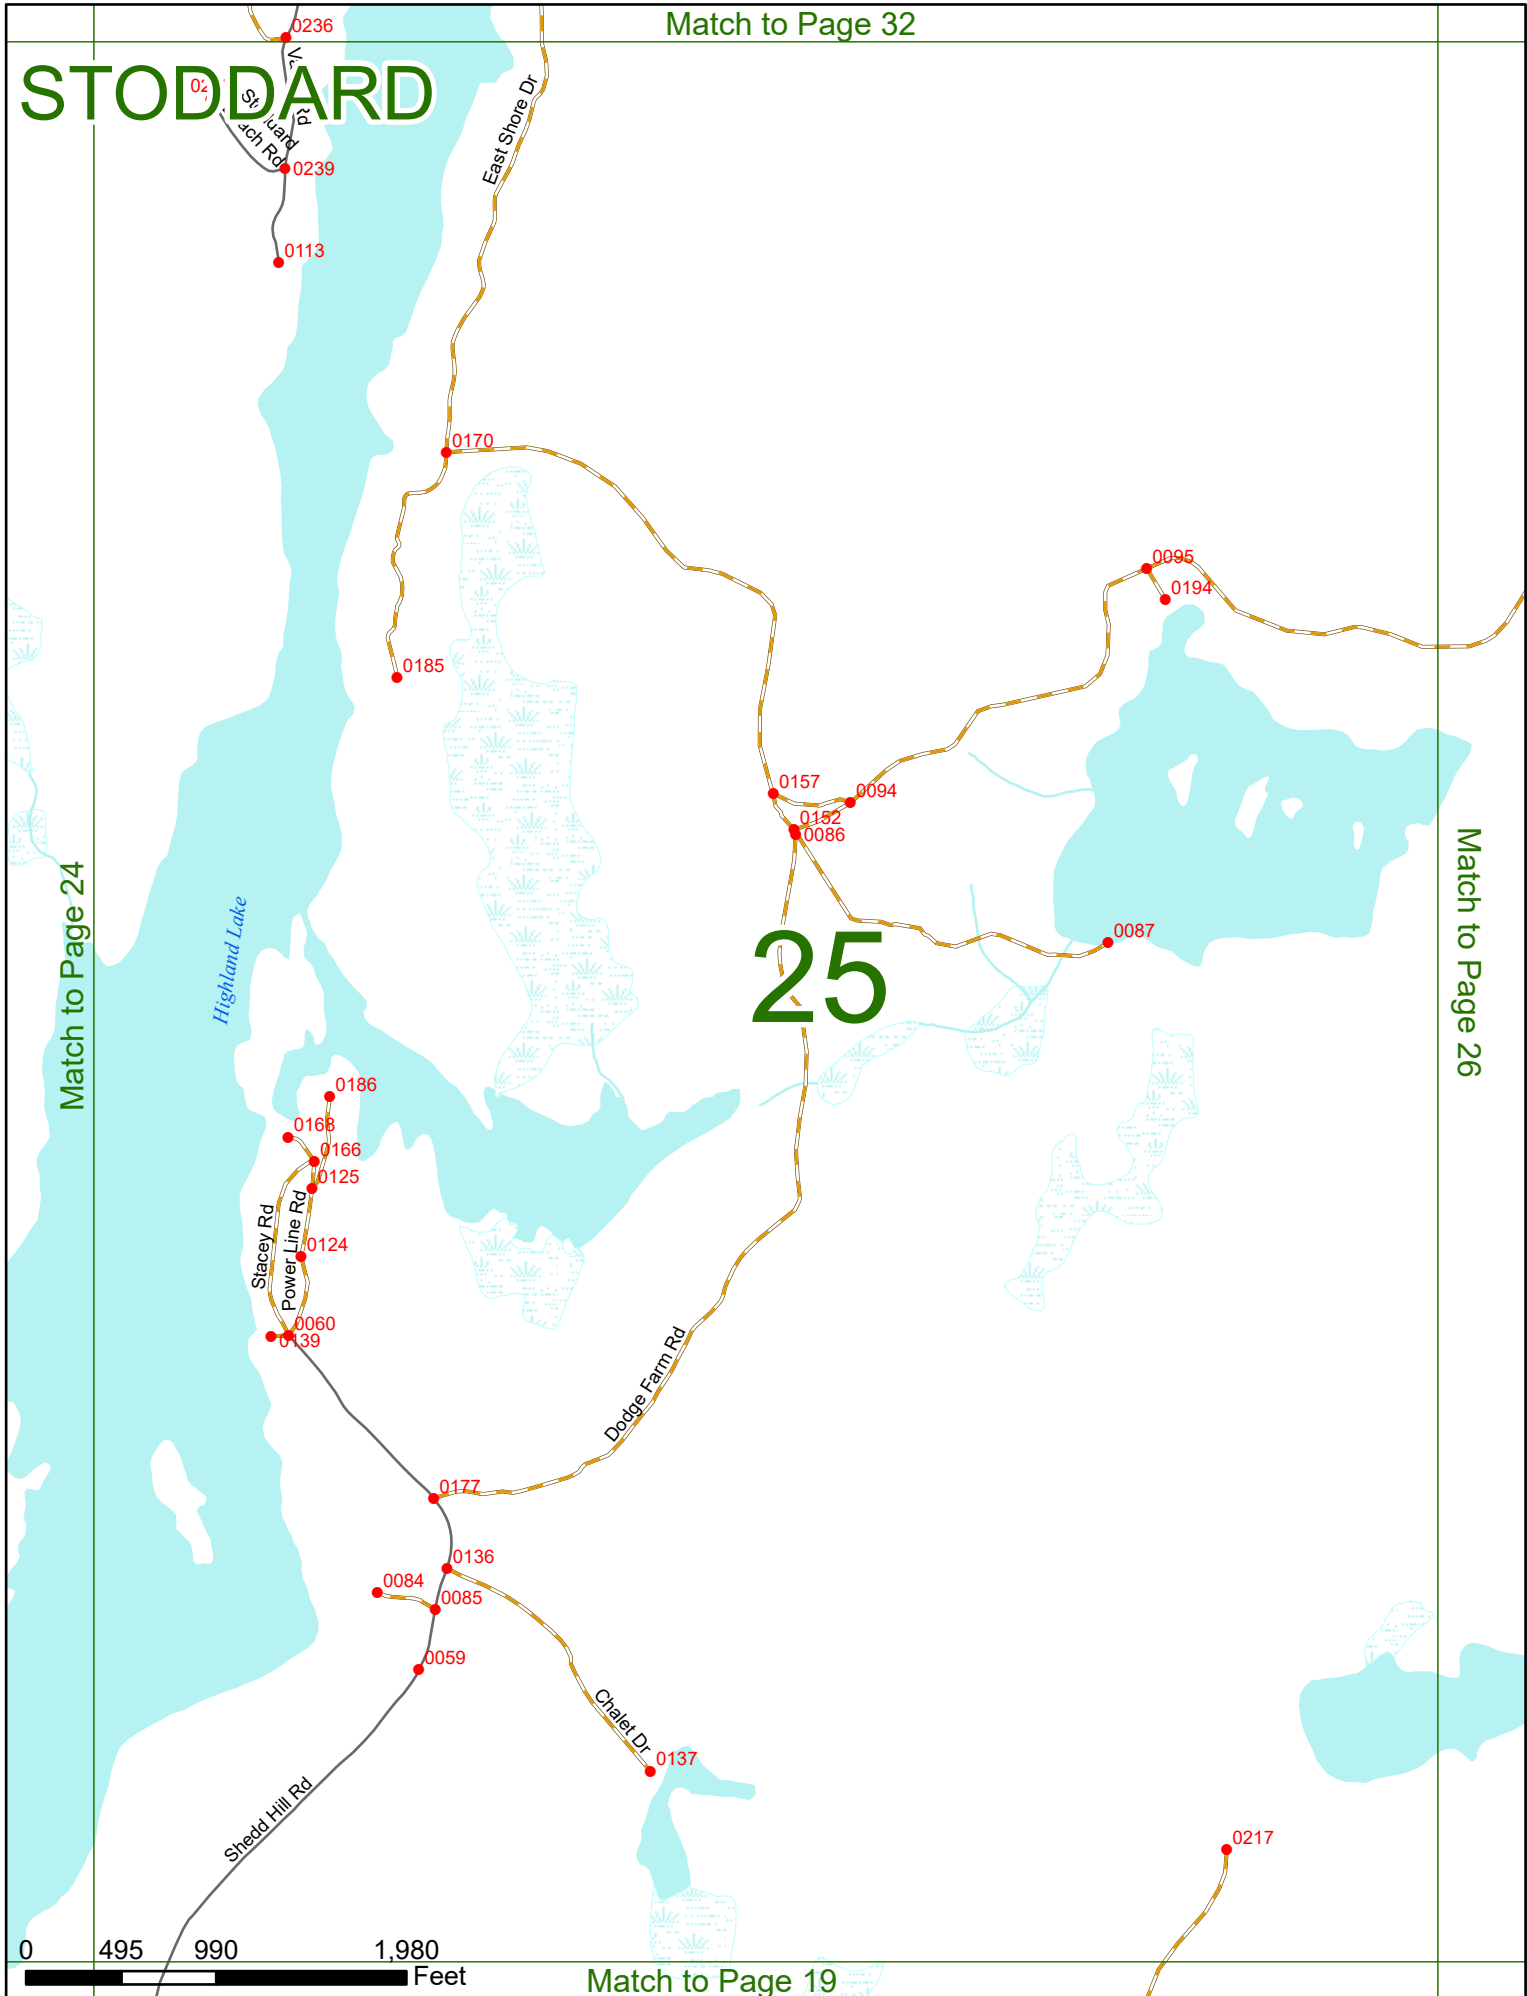 Match to Page 32
0236
STODDARD
Rd
ach Rd
0239
0113
East Shore Dr
0170
0095
0194
0185
0157
0094
0152
0086
0087
25
Match to Page 24
Match to Page 26
Highland Lake
0186
0168
0166
0125
Stacey Rd
Power Line Rd
0124
0060
0139
Dodge Farm Rd
0177
0136
0084
0085
0059
Chalet Dr
0137
Shedd Hill Rd
0217
0 495 990 1,980
Feet
Match to Page 19